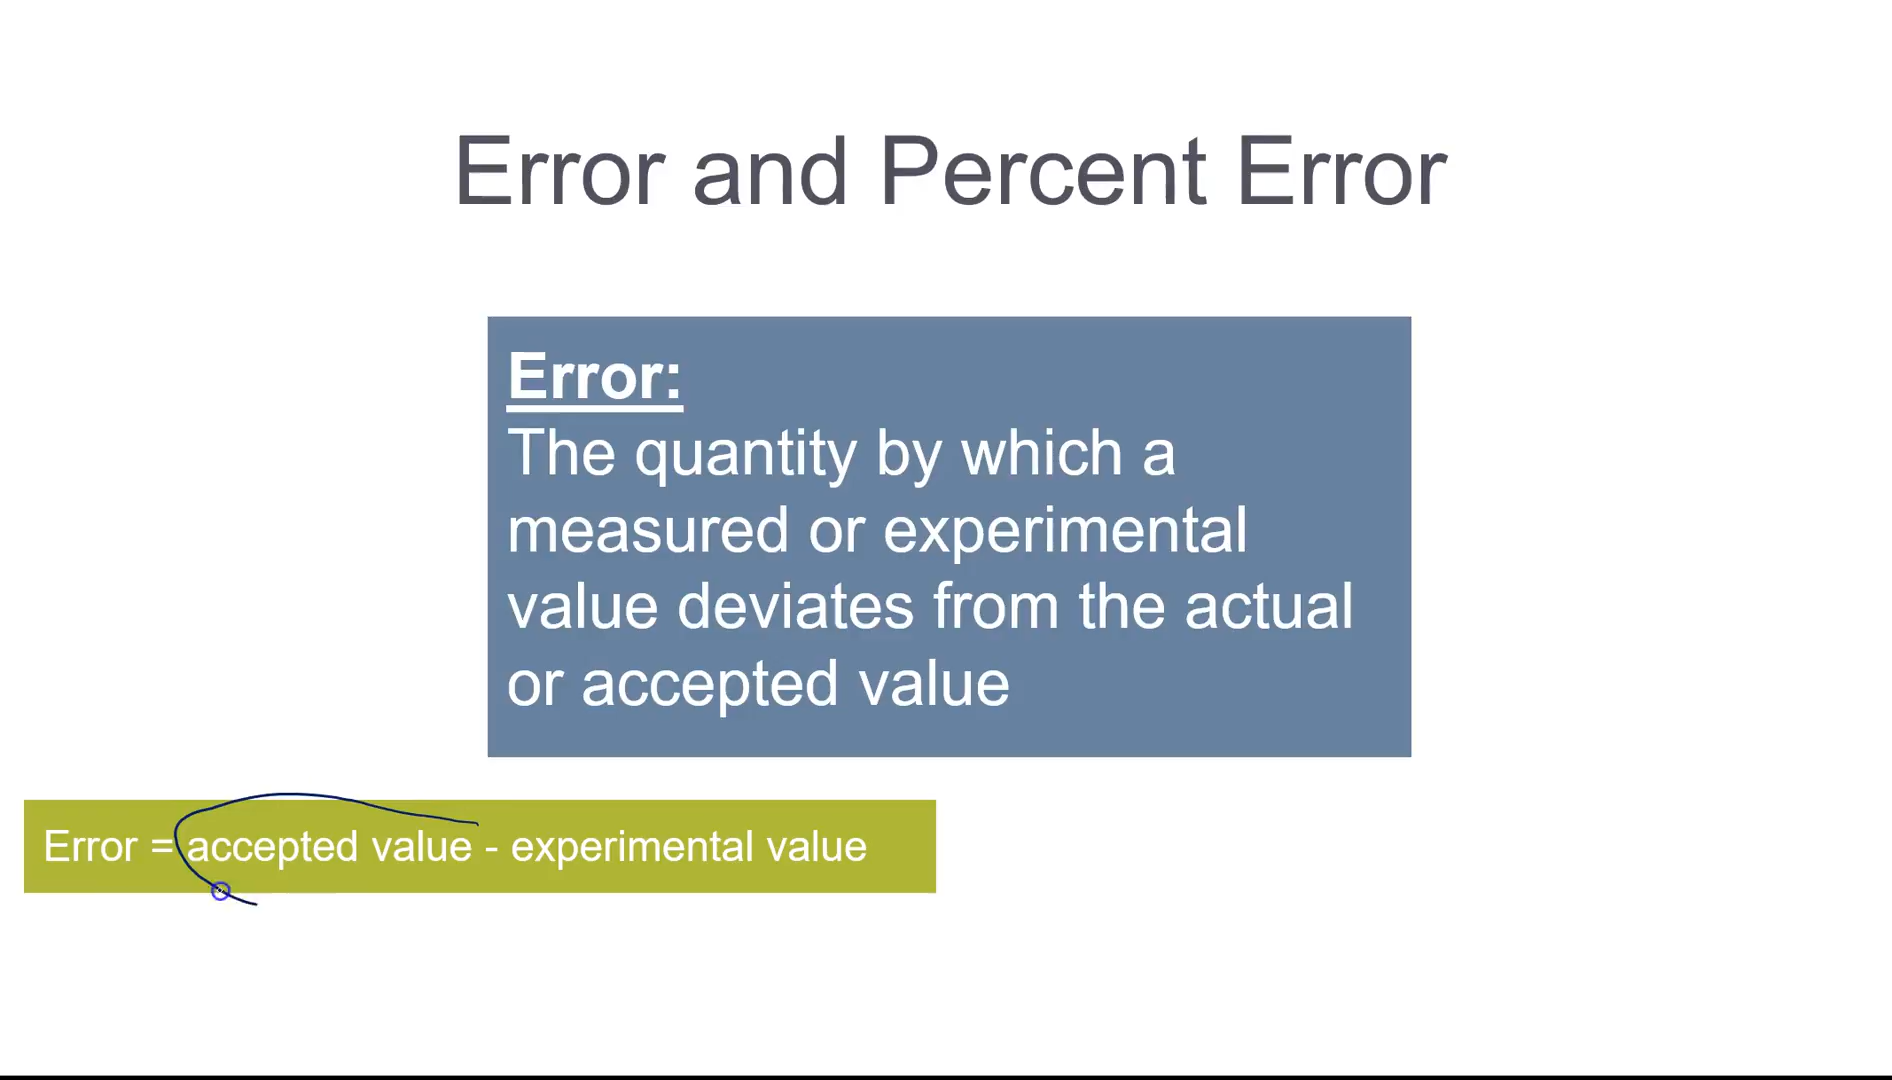 Error and Percent Error
Error:
The quantity by which a
measured or experimental
value deviates from the actual
or accepted value
Error = accepted value - experimental value